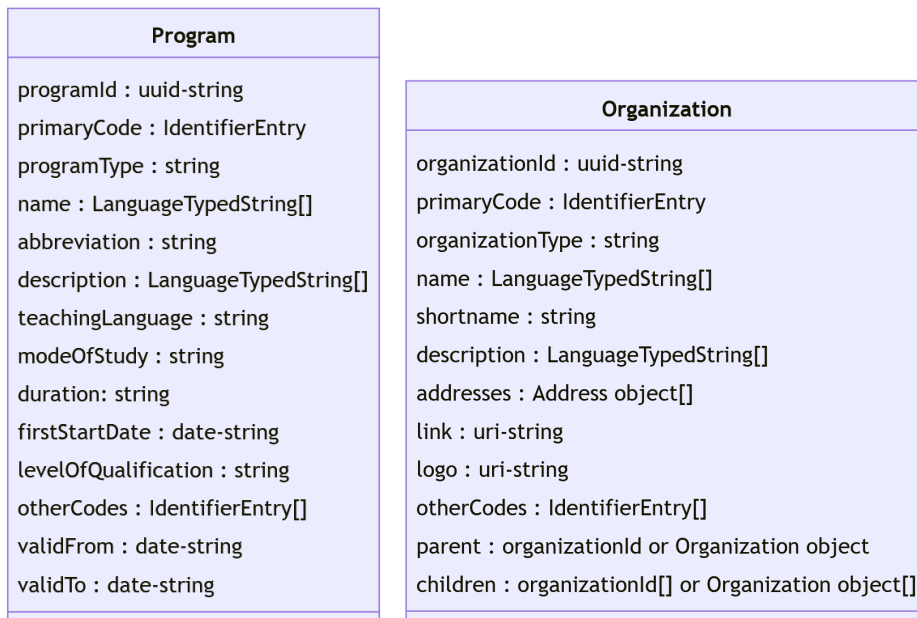 Program
programId : uuid-string
primaryCode : IdentifierEntry
programType : string
name : LanguageTypedString[]
abbreviation : string
description : LanguageTypedString[]
teachingLanguage : string
modeOfStudy : string
duration: string
firstStartDate : date-string
levelOfQualification : string
otherCodes : IdentifierEntry[]
validFrom : date-string
validTo : date-string
Organization
organizationId : uuid-string
primaryCode : IdentifierEntry
organizationType : string
name : LanguageTypedString[]
shortname : string
description : LanguageTypedString[]
addresses : Address object[]
link : uri-string
logo : uri-string
otherCodes : IdentifierEntry[]
parent : organizationId or Organization object
children : organizationId[] or Organization object[]